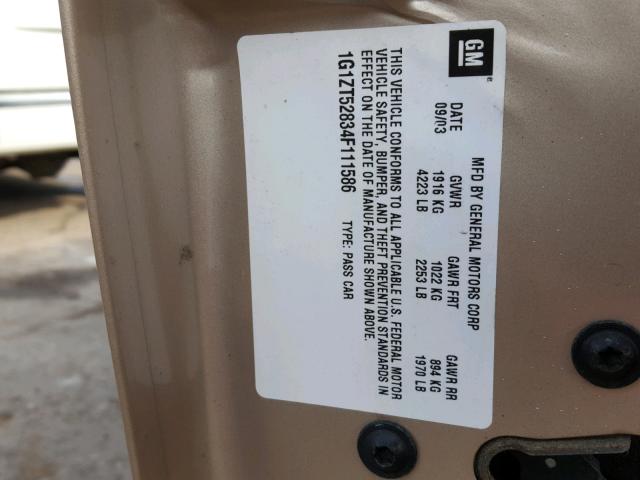 GM
MFD BY GENERAL MOTORS CORP
DATE GVWR GAWR FRT GAWR RR
09/03 1916 KG 1022 KG 894 KG
4223 LB 2253 LB 1970 LB
THIS VEHICLE CONFORMS TO ALL APPLICABLE U.S. FEDERAL MOTOR
VEHICLE SAFETY, BUMPER, AND THEFT PREVENTION STANDARDS IN
EFFECT ON THE DATE OF MANUFACTURE SHOWN ABOVE.
1G1ZT52834F111586 TYPE: PASS CAR